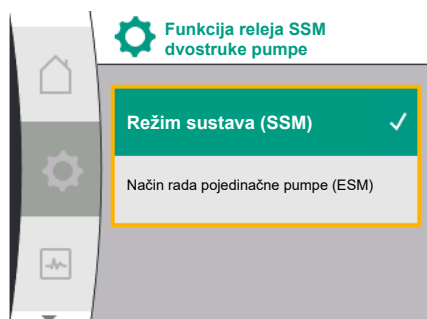 Funkcija releja SSM
dvostruke pumpe
Režim sustava (SSM)
Način rada pojedinačne pumpe (ESM)